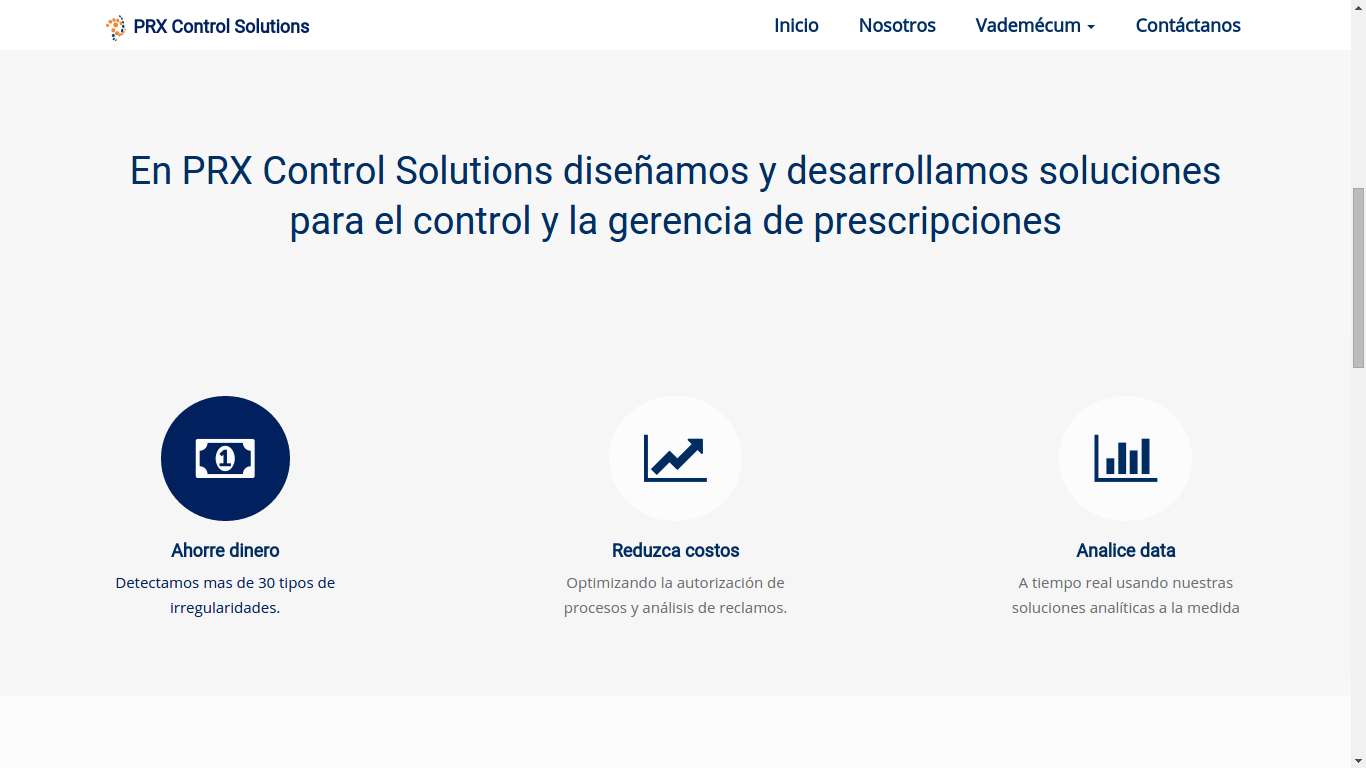 PRX Control Solutions
Inicio Nosotros Vademécum Contáctanos
En PRX Control Solutions diseñamos y desarrollamos soluciones
para el control y la gerencia de prescripciones
1
Ahorre dinero
Detectamos mas de 30 tipos de
irregularidades.
Reduzca costos
Optimizando la autorización de
procesos y análisis de reclamos.
Analice data
A tiempo real usando nuestras
soluciones analíticas a la medida